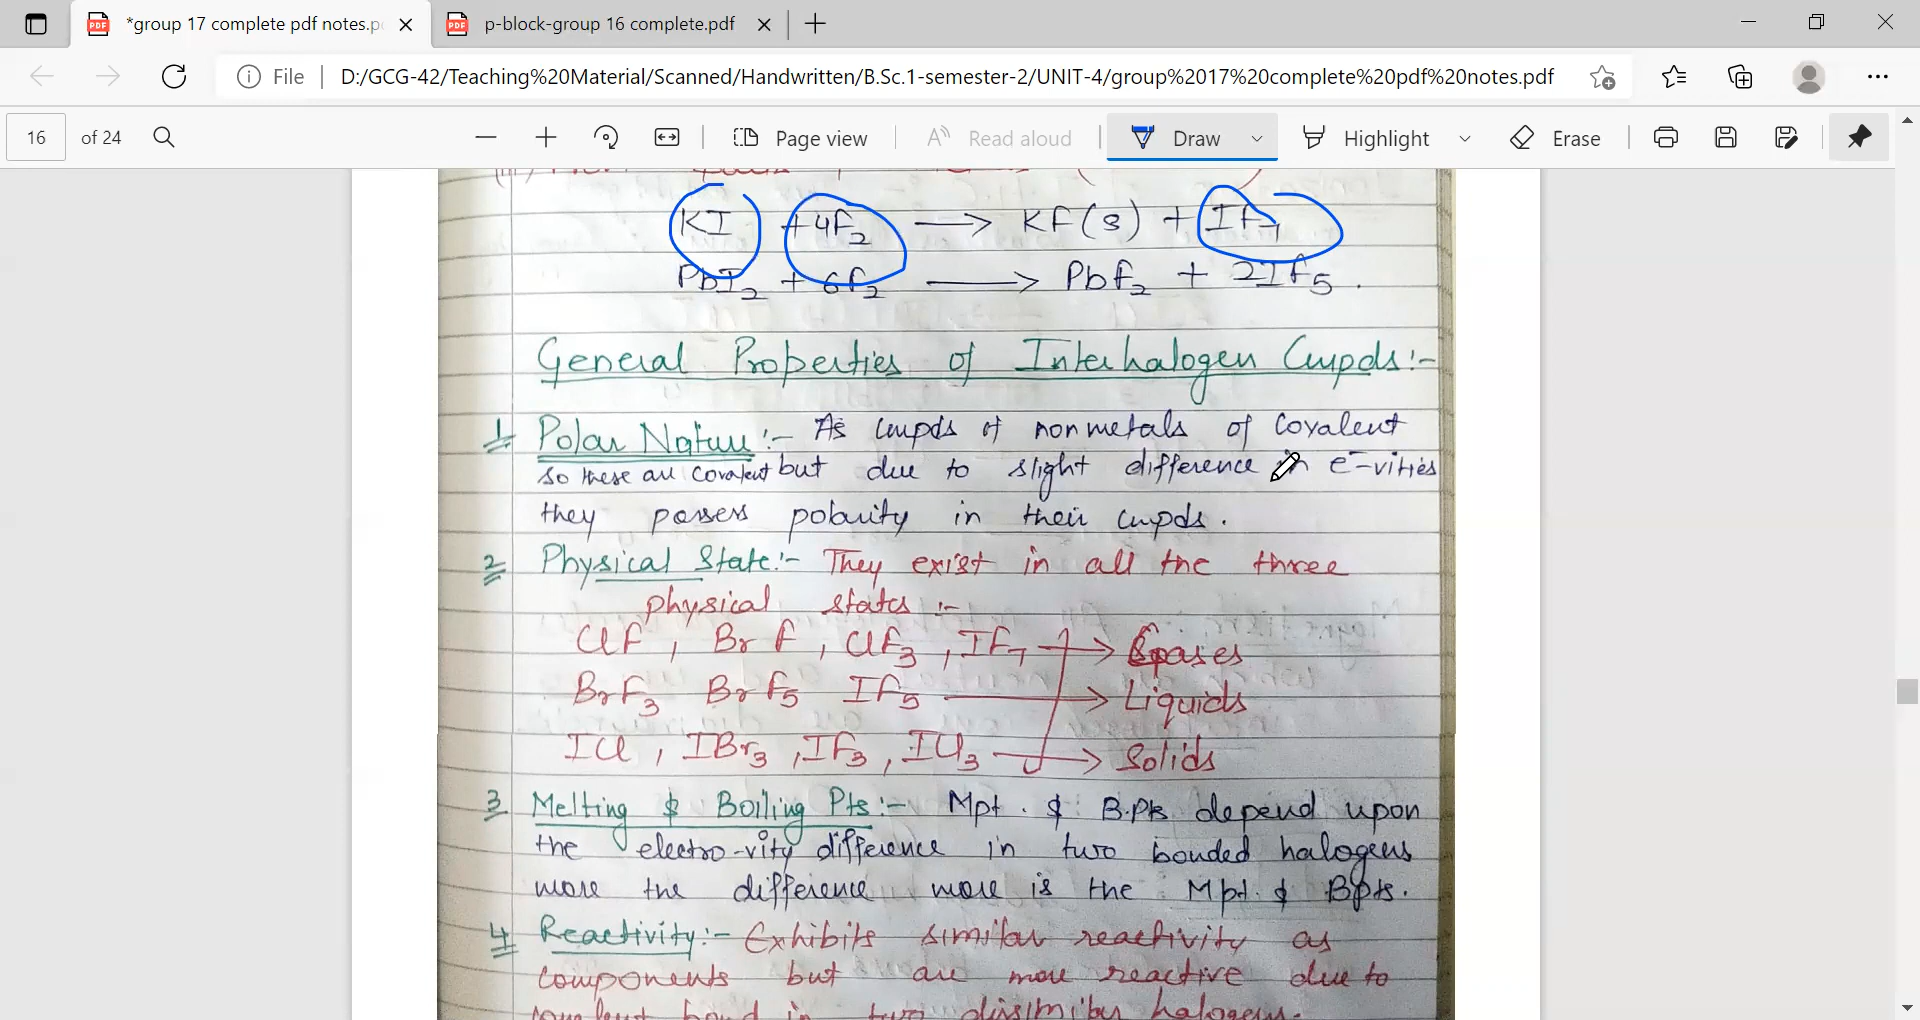 *group 17 complete pdf notes.p
p-block-group 16 complete.pdf
File
D:/GCG-42/Teaching%20Material/Scanned/Handwritten/B.Sc.1-semester-2/UNIT-4/group%2017%20complete%20pdf%20notes.pdf
16 of 24
Page view
Read aloud
Draw
Highlight
Erase
KI + 4F₂ → KF(s) + IF₇
PbI₂ + 6F₂ → PbF₂ + 2IF₅ .
General Properties of Interhalogen Cmpds:-
1. Polar Nature:- As Cmpds of nonmetals of Covalent
so these are covalent but due to slight difference in e⁻-vities
they possess polarity in their cmpds.
2. Physical State:- They exist in all the three
physical states :-
ClF, BrF, ClF₃, IF₇ → Gases
BrF₃ BrF₅ IF₅ → Liquids
ICl, IBr₃, IF₃, ICl₃ → Solids
3. Melting & Boiling Pts:- Mpt. & B.Pts depend upon
the electro-vity difference in two bonded halogens
more the difference more is the Mpt. & Bpts.
4. Reactivity:- Exhibits similar reactivity as
components but are more reactive due to
covalent bond in two dissimilar halogens.